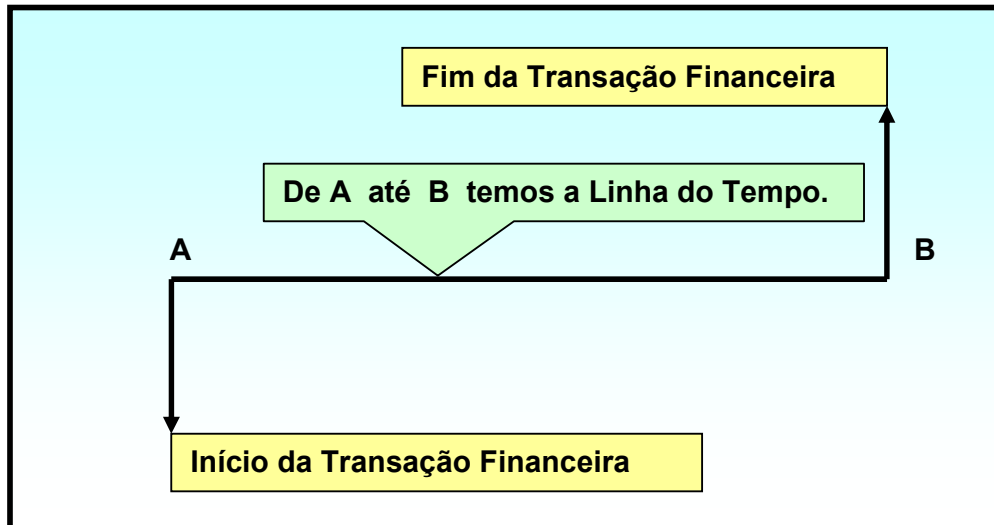 Fim da Transação Financeira
De A até B temos a Linha do Tempo.
A
B
Início da Transação Financeira